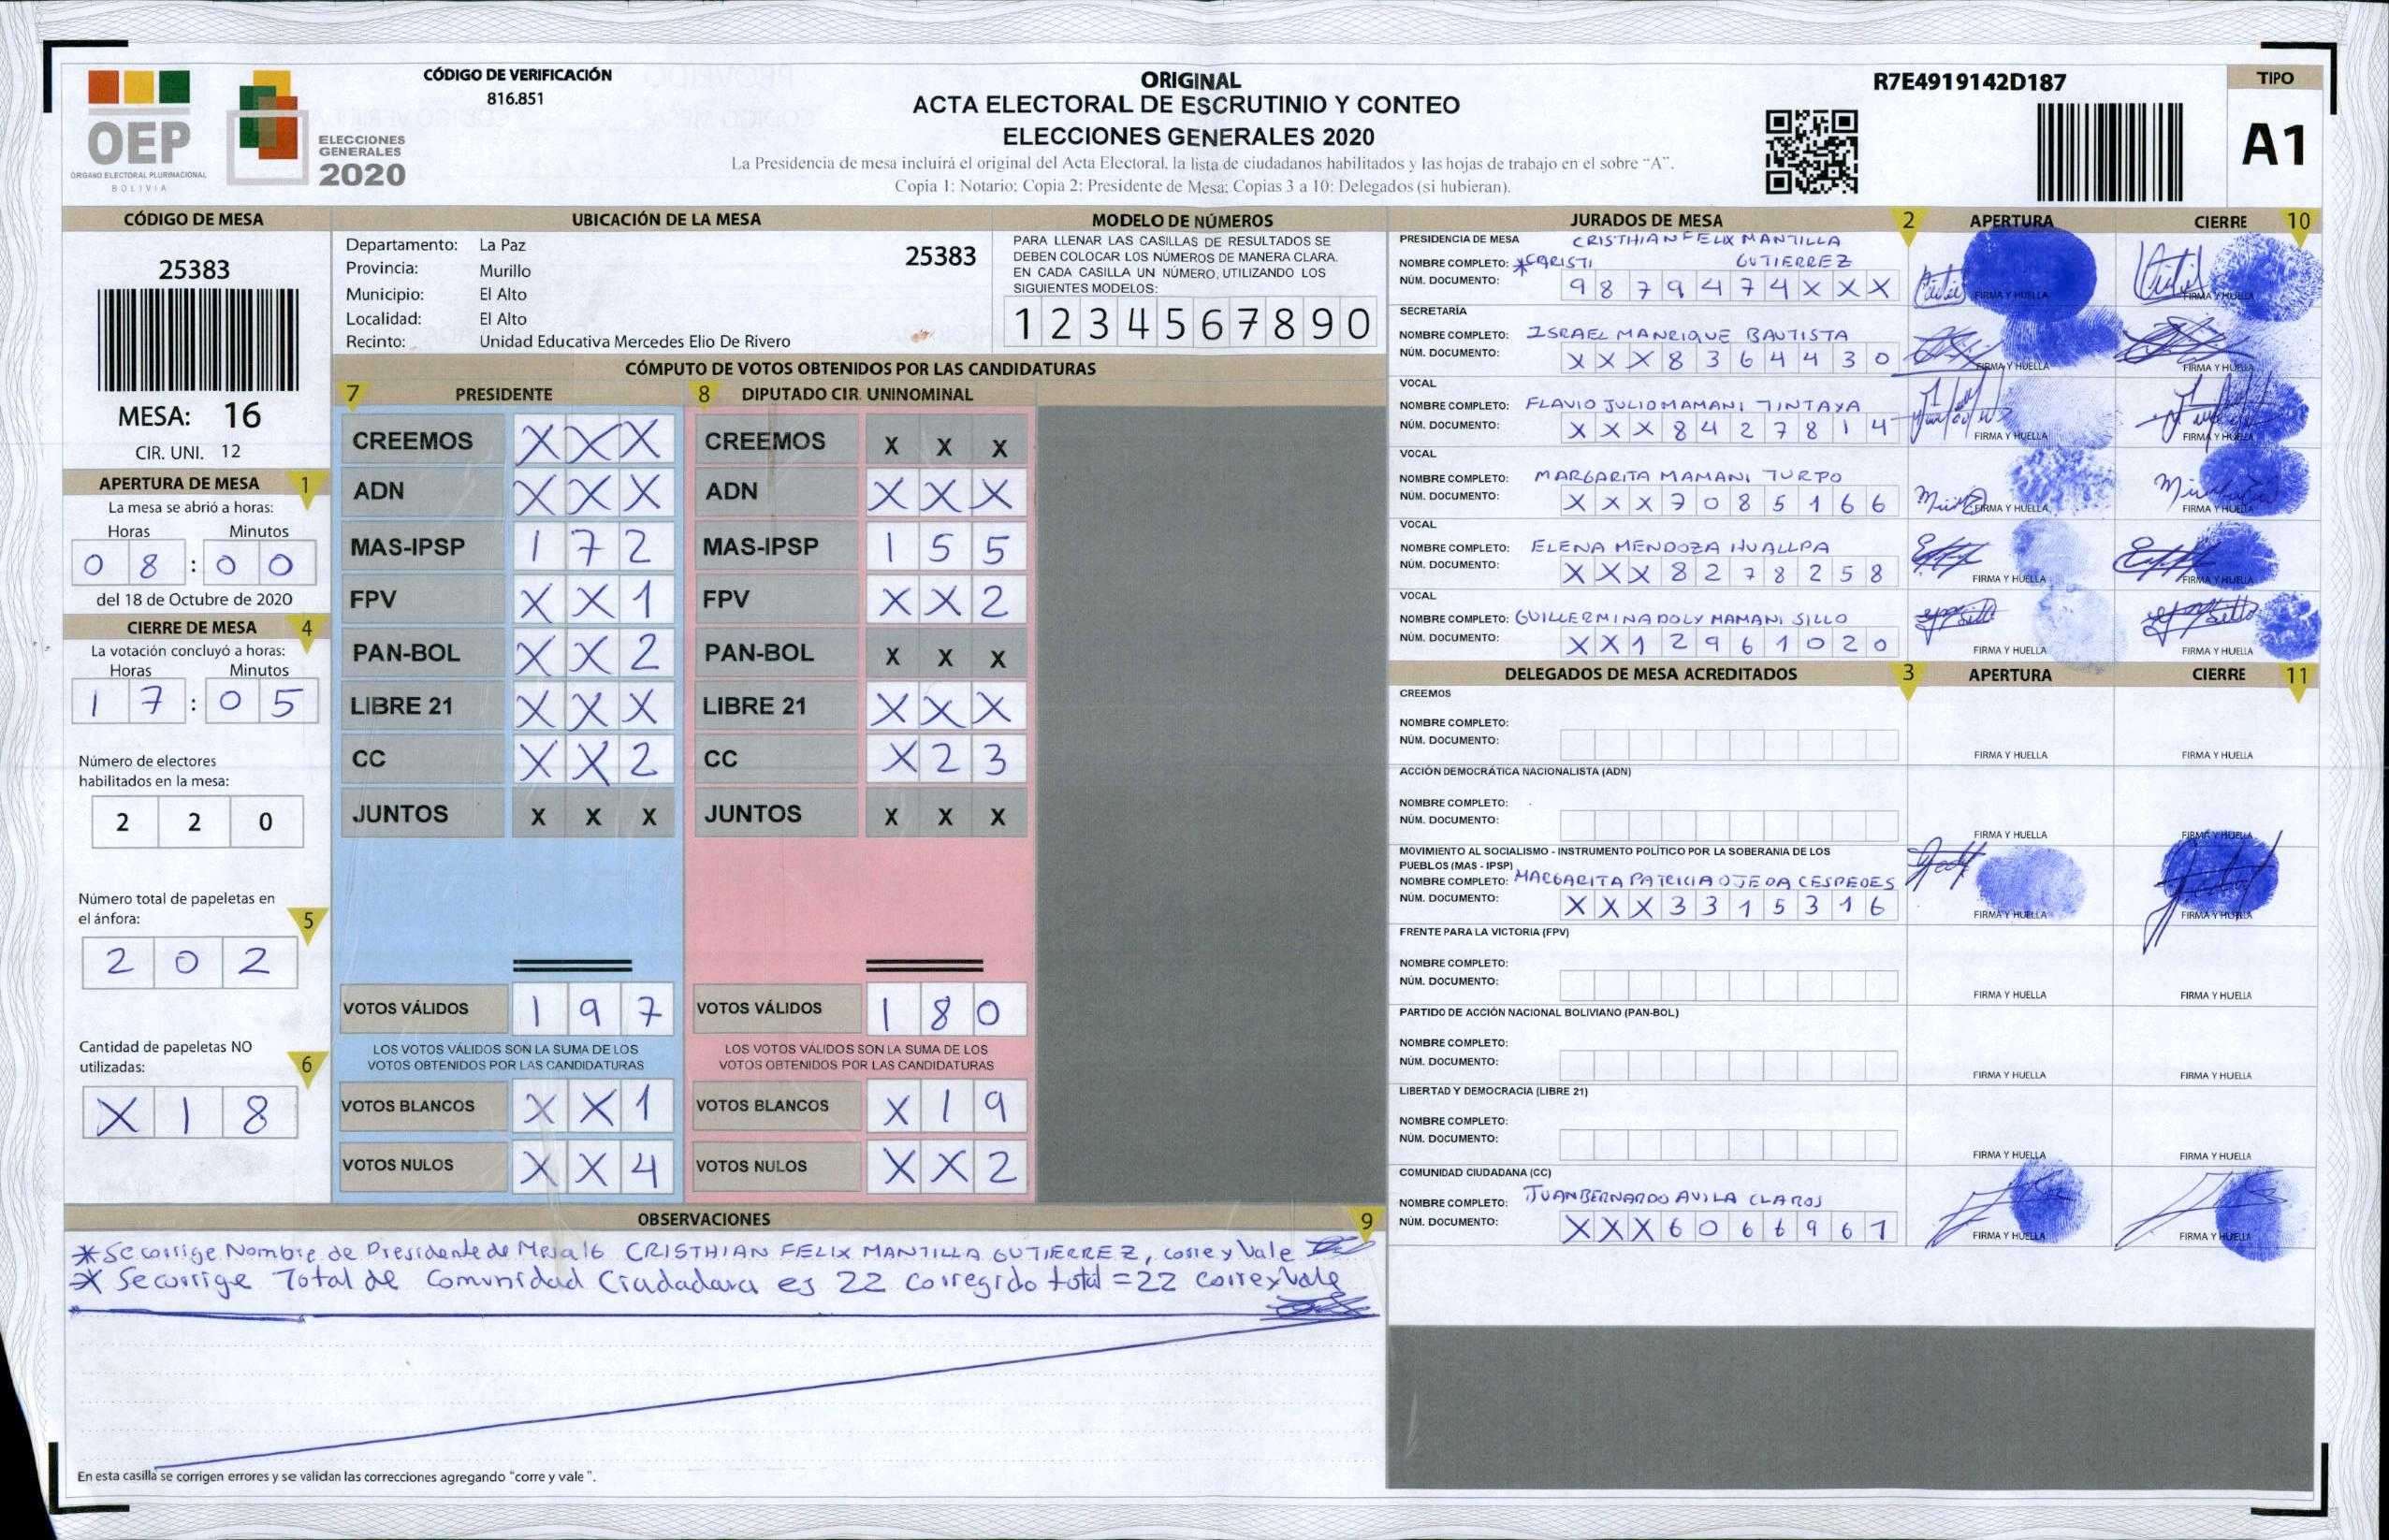 CÓDIGO DE VERIFICACIÓN
816.851
ORIGINAL
ACTA ELECTORAL DE ESCRUTINIO Y CONTEO
ELECCIONES GENERALES 2020
La Presidencia de mesa incluirá el original del Acta Electoral, la lista de ciudadanos habilitados y las hojas de trabajo en el sobre "A".
Copia 1: Notario; Copia 2: Presidente de Mesa; Copias 3 a 10: Delegados (si hubieran).
R7E4919142D187
TIPO
A1
OEP
ÓRGANO ELECTORAL PLURINACIONAL
BOLIVIA
ELECCIONES
GENERALES
2020
CÓDIGO DE MESA
25383
MESA: 16
CIR. UNI. 12
APERTURA DE MESA 1
La mesa se abrió a horas:
Horas Minutos
0 8 : 0 0
del 18 de Octubre de 2020
CIERRE DE MESA 4
La votación concluyó a horas:
Horas Minutos
1 7 : 0 5
Número de electores
habilitados en la mesa:
2 2 0
Número total de papeletas en
el ánfora: 5
2 0 2
Cantidad de papeletas NO
utilizadas: 6
X 1 8
UBICACIÓN DE LA MESA
Departamento: La Paz 25383
Provincia: Murillo
Municipio: El Alto
Localidad: El Alto
Recinto: Unidad Educativa Mercedes Elio De Rivero
MODELO DE NÚMEROS
PARA LLENAR LAS CASILLAS DE RESULTADOS SE
DEBEN COLOCAR LOS NÚMEROS DE MANERA CLARA.
EN CADA CASILLA UN NÚMERO, UTILIZANDO LOS
SIGUIENTES MODELOS:
1 2 3 4 5 6 7 8 9 0
CÓMPUTO DE VOTOS OBTENIDOS POR LAS CANDIDATURAS
7 PRESIDENTE 8 DIPUTADO CIR. UNINOMINAL
CREEMOS X X X CREEMOS X X X
ADN X X X ADN X X X
MAS-IPSP 1 7 2 MAS-IPSP 1 5 5
FPV X X 1 FPV X X 2
PAN-BOL X X 2 PAN-BOL X X X
LIBRE 21 X X X LIBRE 21 X X X
CC X X 2 CC X 2 3
JUNTOS X X X JUNTOS X X X
VOTOS VÁLIDOS 1 9 7 VOTOS VÁLIDOS 1 8 0
LOS VOTOS VÁLIDOS SON LA SUMA DE LOS LOS VOTOS VÁLIDOS SON LA SUMA DE LOS
VOTOS OBTENIDOS POR LAS CANDIDATURAS VOTOS OBTENIDOS POR LAS CANDIDATURAS
VOTOS BLANCOS X X 1 VOTOS BLANCOS X 1 9
VOTOS NULOS X X 4 VOTOS NULOS X X 2
OBSERVACIONES 9
* Se corrige Nombre de Presidente de Mesa 16 CRISTHIAN FELIX MANTILLA GUTIERREZ, corre y Vale
* Se corrige Total de Comunidad Ciudadana es 22 corregido total = 22 corre y Vale
En esta casilla se corrigen errores y se validan las correcciones agregando "corre y vale ".
JURADOS DE MESA 2 APERTURA CIERRE 10
PRESIDENCIA DE MESA CRISTHIAN FELIX MANTILLA
NOMBRE COMPLETO: GUTIERREZ
NÚM. DOCUMENTO: 9 8 7 9 4 7 4 X X X FIRMA Y HUELLA FIRMA Y HUELLA
SECRETARÍA
NOMBRE COMPLETO: ISRAEL MANRIQUE BAUTISTA
NÚM. DOCUMENTO: X X X 8 3 6 4 4 3 0 FIRMA Y HUELLA FIRMA Y HUELLA
VOCAL
NOMBRE COMPLETO: FLAVIO JULIO MAMANI TINTAYA
NÚM. DOCUMENTO: X X X 8 4 2 7 8 1 4 FIRMA Y HUELLA FIRMA Y HUELLA
VOCAL
NOMBRE COMPLETO: MARGARITA MAMANI TURPO
NÚM. DOCUMENTO: X X X 7 0 8 5 1 6 6 FIRMA Y HUELLA FIRMA Y HUELLA
VOCAL
NOMBRE COMPLETO: ELENA MENDOZA HUALLPA
NÚM. DOCUMENTO: X X X 8 2 7 8 2 5 8 FIRMA Y HUELLA FIRMA Y HUELLA
VOCAL
NOMBRE COMPLETO: GUILLERMINA DOLY MAMANI SILLO
NÚM. DOCUMENTO: X X 1 2 9 6 1 0 2 0 FIRMA Y HUELLA FIRMA Y HUELLA
DELEGADOS DE MESA ACREDITADOS 3 APERTURA CIERRE 11
CREEMOS
NOMBRE COMPLETO:
NÚM. DOCUMENTO: FIRMA Y HUELLA FIRMA Y HUELLA
ACCIÓN DEMOCRÁTICA NACIONALISTA (ADN)
NOMBRE COMPLETO:
NÚM. DOCUMENTO: FIRMA Y HUELLA FIRMA Y HUELLA
MOVIMIENTO AL SOCIALISMO - INSTRUMENTO POLÍTICO POR LA SOBERANIA DE LOS
PUEBLOS (MAS - IPSP)
NOMBRE COMPLETO: MARGARITA PATRICIA OJEDA CESPEDES
NÚM. DOCUMENTO: X X X 3 3 1 5 3 1 6 FIRMA Y HUELLA FIRMA Y HUELLA
FRENTE PARA LA VICTORIA (FPV)
NOMBRE COMPLETO:
NÚM. DOCUMENTO: FIRMA Y HUELLA FIRMA Y HUELLA
PARTIDO DE ACCIÓN NACIONAL BOLIVIANO (PAN-BOL)
NOMBRE COMPLETO:
NÚM. DOCUMENTO: FIRMA Y HUELLA FIRMA Y HUELLA
LIBERTAD Y DEMOCRACIA (LIBRE 21)
NOMBRE COMPLETO:
NÚM. DOCUMENTO: FIRMA Y HUELLA FIRMA Y HUELLA
COMUNIDAD CIUDADANA (CC)
NOMBRE COMPLETO: JUAN BERNARDO AVILA CLAROS
NÚM. DOCUMENTO: X X X 6 0 6 6 9 6 1 FIRMA Y HUELLA FIRMA Y HUELLA